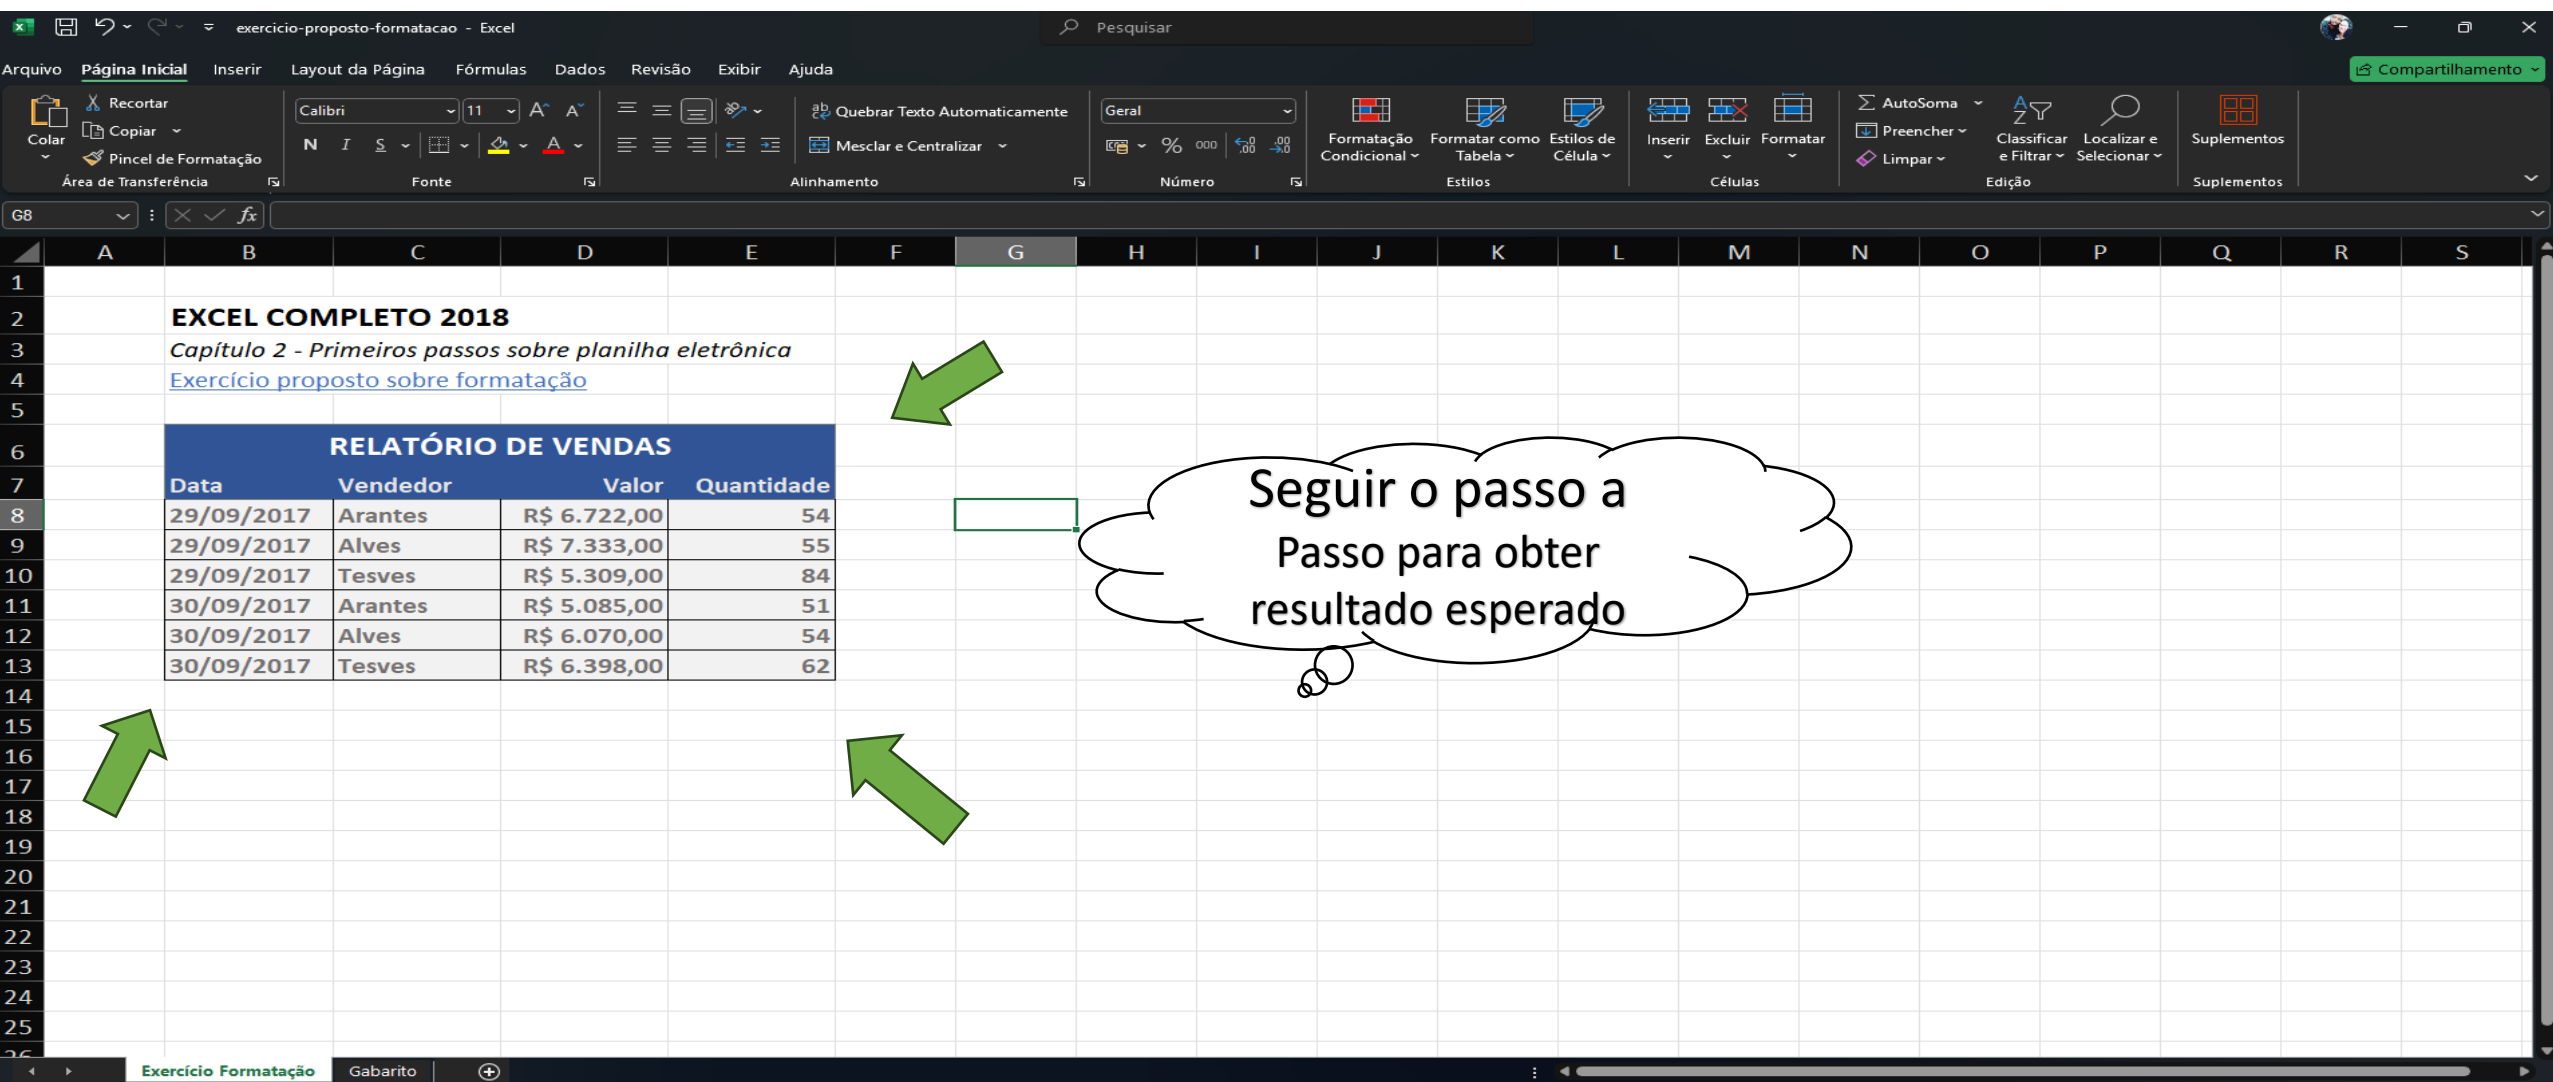 exercicio-proposto-formatacao - Excel
Pesquisar
Arquivo Página Inicial Inserir Layout da Página Fórmulas Dados Revisão Exibir Ajuda
Compartilhamento
Colar
Recortar
Copiar
Pincel de Formatação
Área de Transferência
Calibri 11
N I S
Fonte
Quebrar Texto Automaticamente
Mesclar e Centralizar
Alinhamento
Geral
% 000
Número
Formatação Condicional
Formatar como Tabela
Estilos de Célula
Estilos
Inserir Excluir Formatar
Células
AutoSoma
Preencher
Limpar
Classificar e Filtrar
Localizar e Selecionar
Edição
Suplementos
Suplementos
G8 fx
A B C D E F G H I J K L M N O P Q R S
1
2 EXCEL COMPLETO 2018
3 Capítulo 2 - Primeiros passos sobre planilha eletrônica
4 Exercício proposto sobre formatação
5
6 RELATÓRIO DE VENDAS
7 Data Vendedor Valor Quantidade
8 29/09/2017 Arantes R$ 6.722,00 54
9 29/09/2017 Alves R$ 7.333,00 55
10 29/09/2017 Tesves R$ 5.309,00 84
11 30/09/2017 Arantes R$ 5.085,00 51
12 30/09/2017 Alves R$ 6.070,00 54
13 30/09/2017 Tesves R$ 6.398,00 62
14
15
16
17
18
19
20
21
22
23
24
25
26
Seguir o passo a
Passo para obter
resultado esperado
Exercício Formatação Gabarito